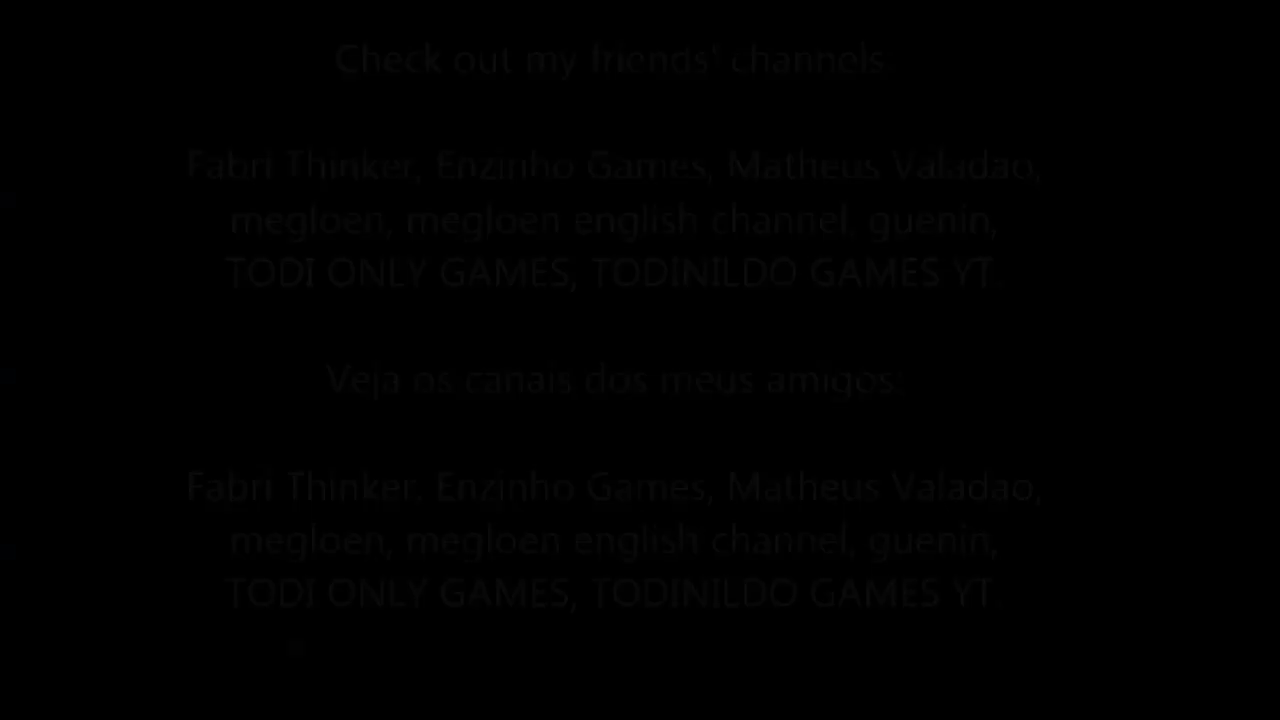 Check out my friends' channels
Fabri Thinker, Enzinho Games, Matheus Valadao,
megloen, megloen english channel, guenin,
TODI ONLY GAMES, TODINILDO GAMES YT.
Veja os canais dos meus amigos:
Fabri Thinker, Enzinho Games, Matheus Valadao,
megloen, megloen english channel, guenin,
TODI ONLY GAMES, TODINILDO GAMES YT.